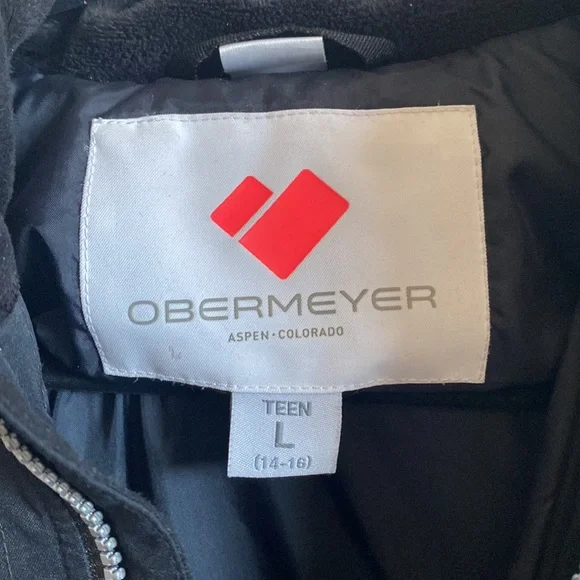 OBERMEYER
ASPEN·COLORADO
TEEN
L
(14-16)